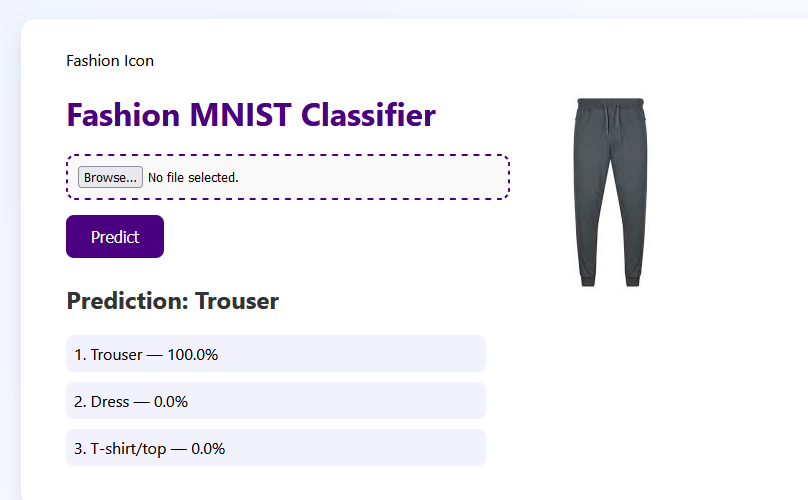 Fashion Icon
Fashion MNIST Classifier
Browse... No file selected.
Predict
Prediction: Trouser
1. Trouser — 100.0%
2. Dress — 0.0%
3. T-shirt/top — 0.0%